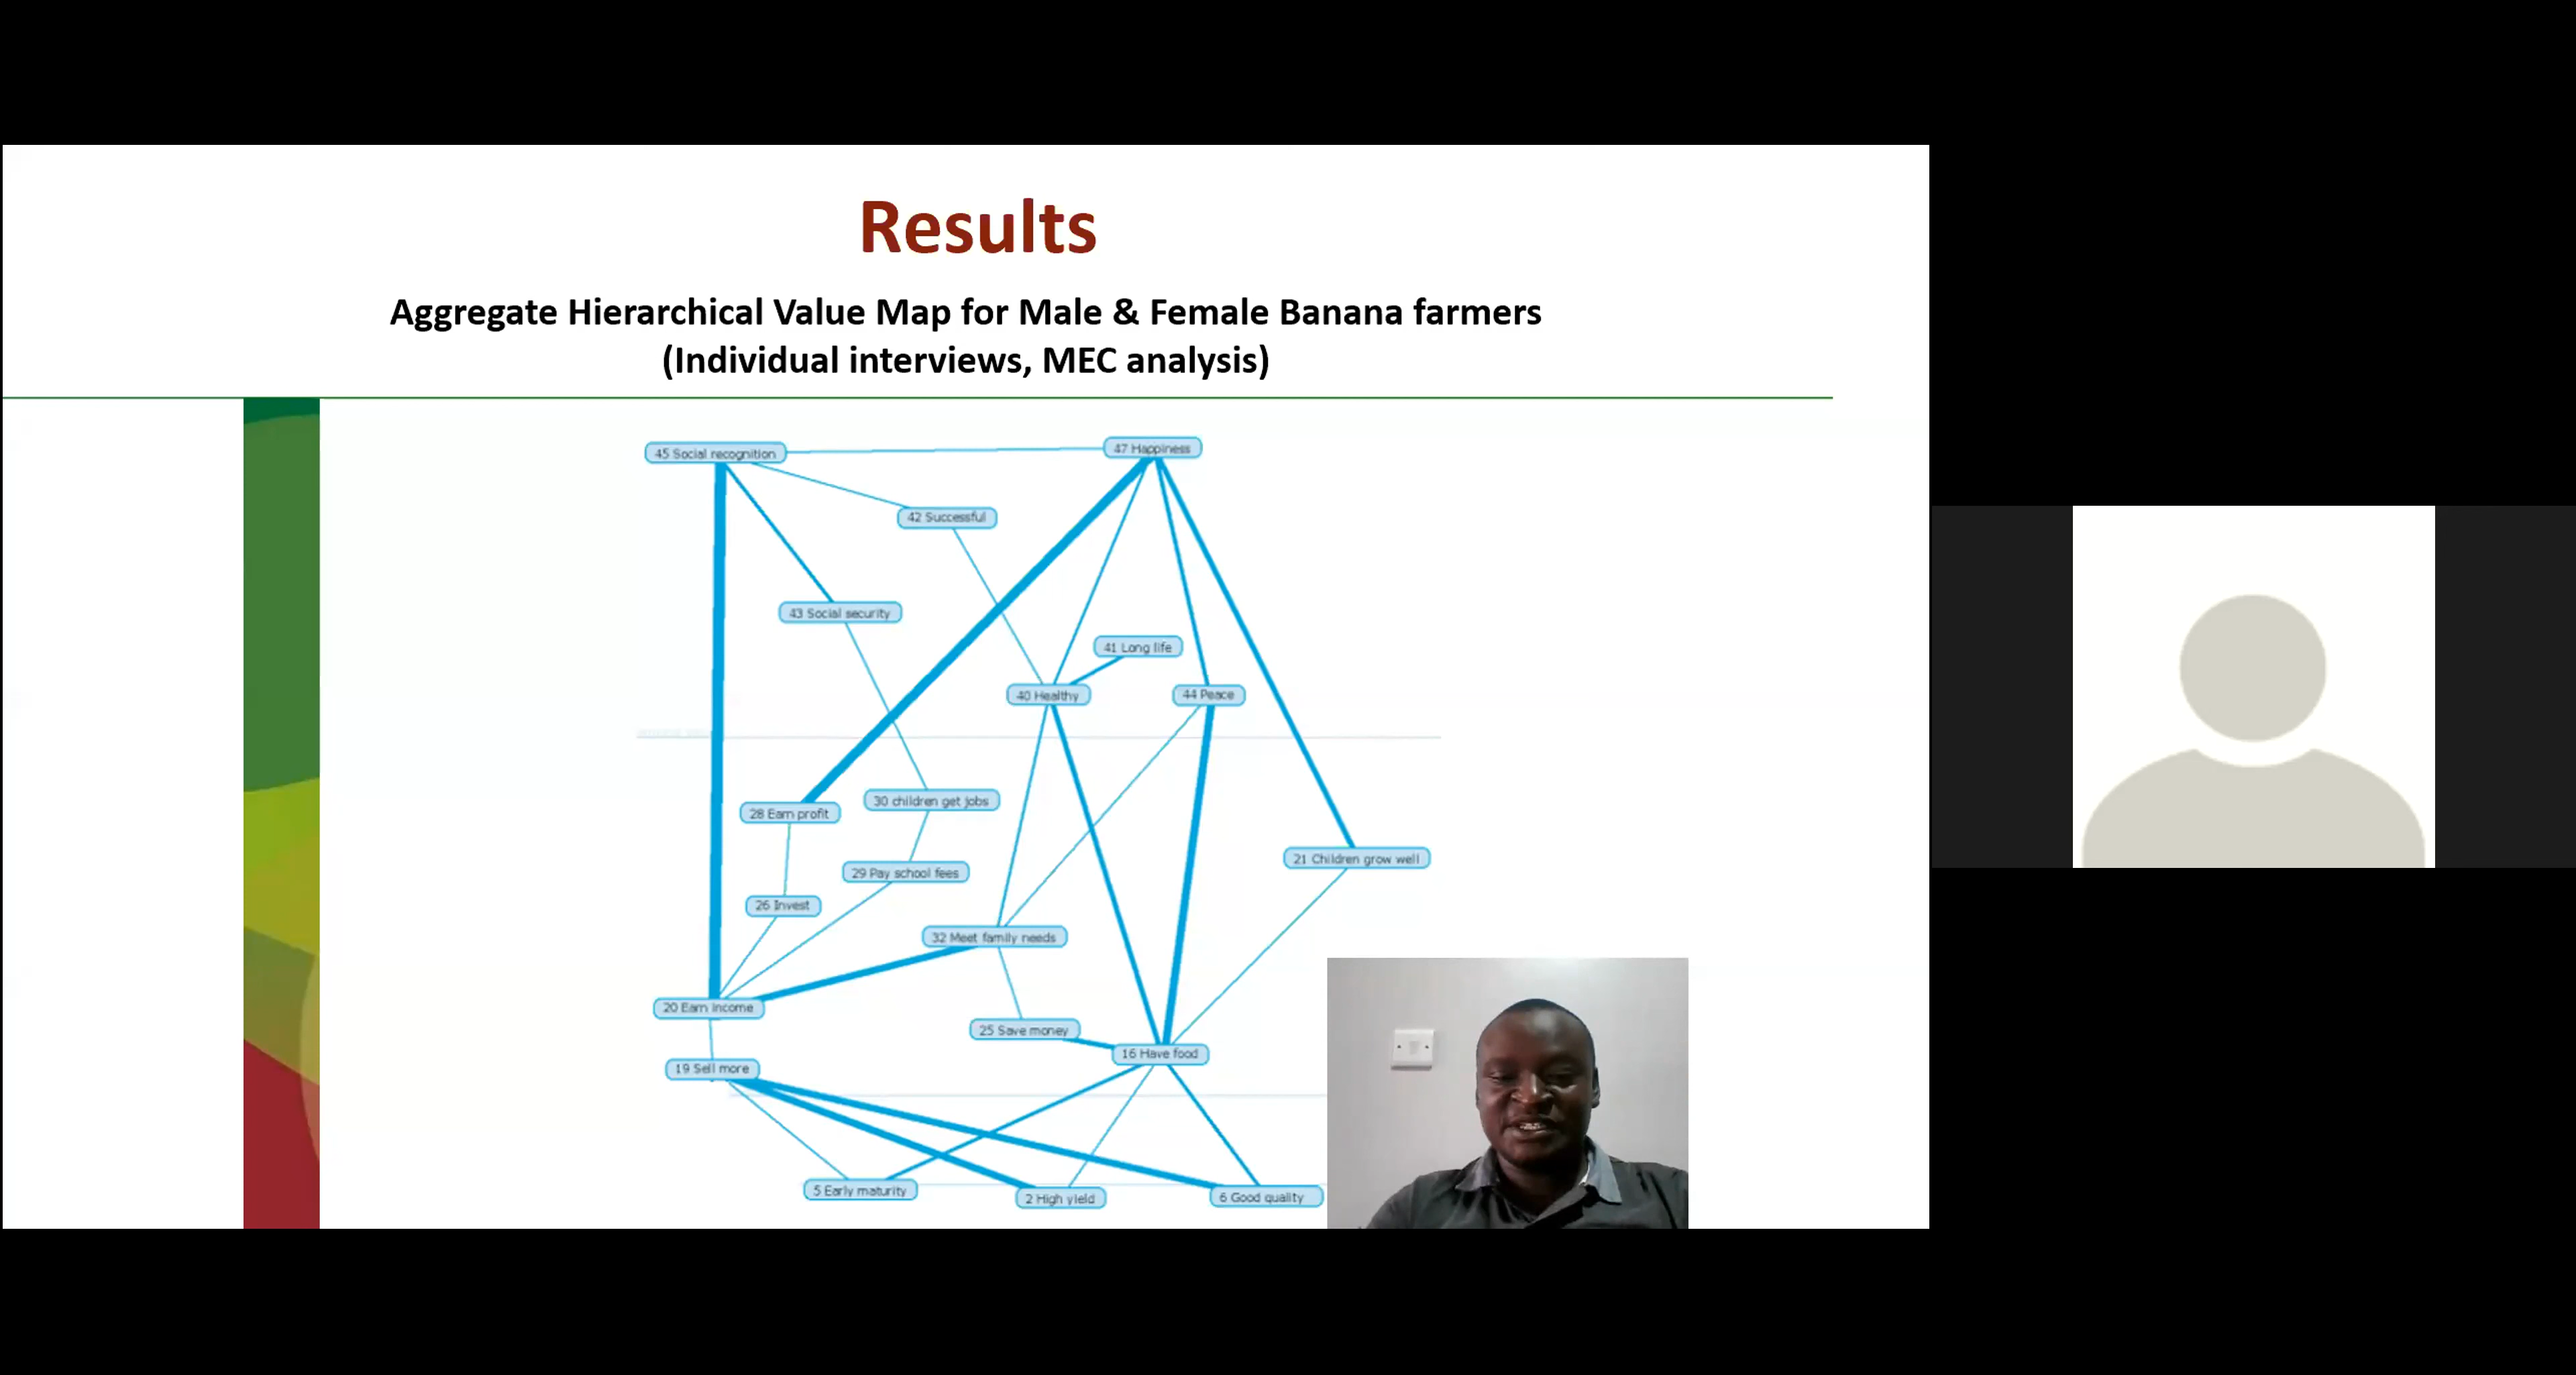 Results
Aggregate Hierarchical Value Map for Male & Female Banana farmers
(Individual interviews, MEC analysis)
45 Social recognition
47 Happiness
42 Successful
43 Social security
41 Long life
40 Healthy
44 Peace
28 Earn profit
30 children get jobs
21 Children grow well
29 Pay school fees
26 Invest
32 Meet family needs
20 Earn income
25 Save money
16 Have food
19 Sell more
5 Early maturity
2 High yield
6 Good quality